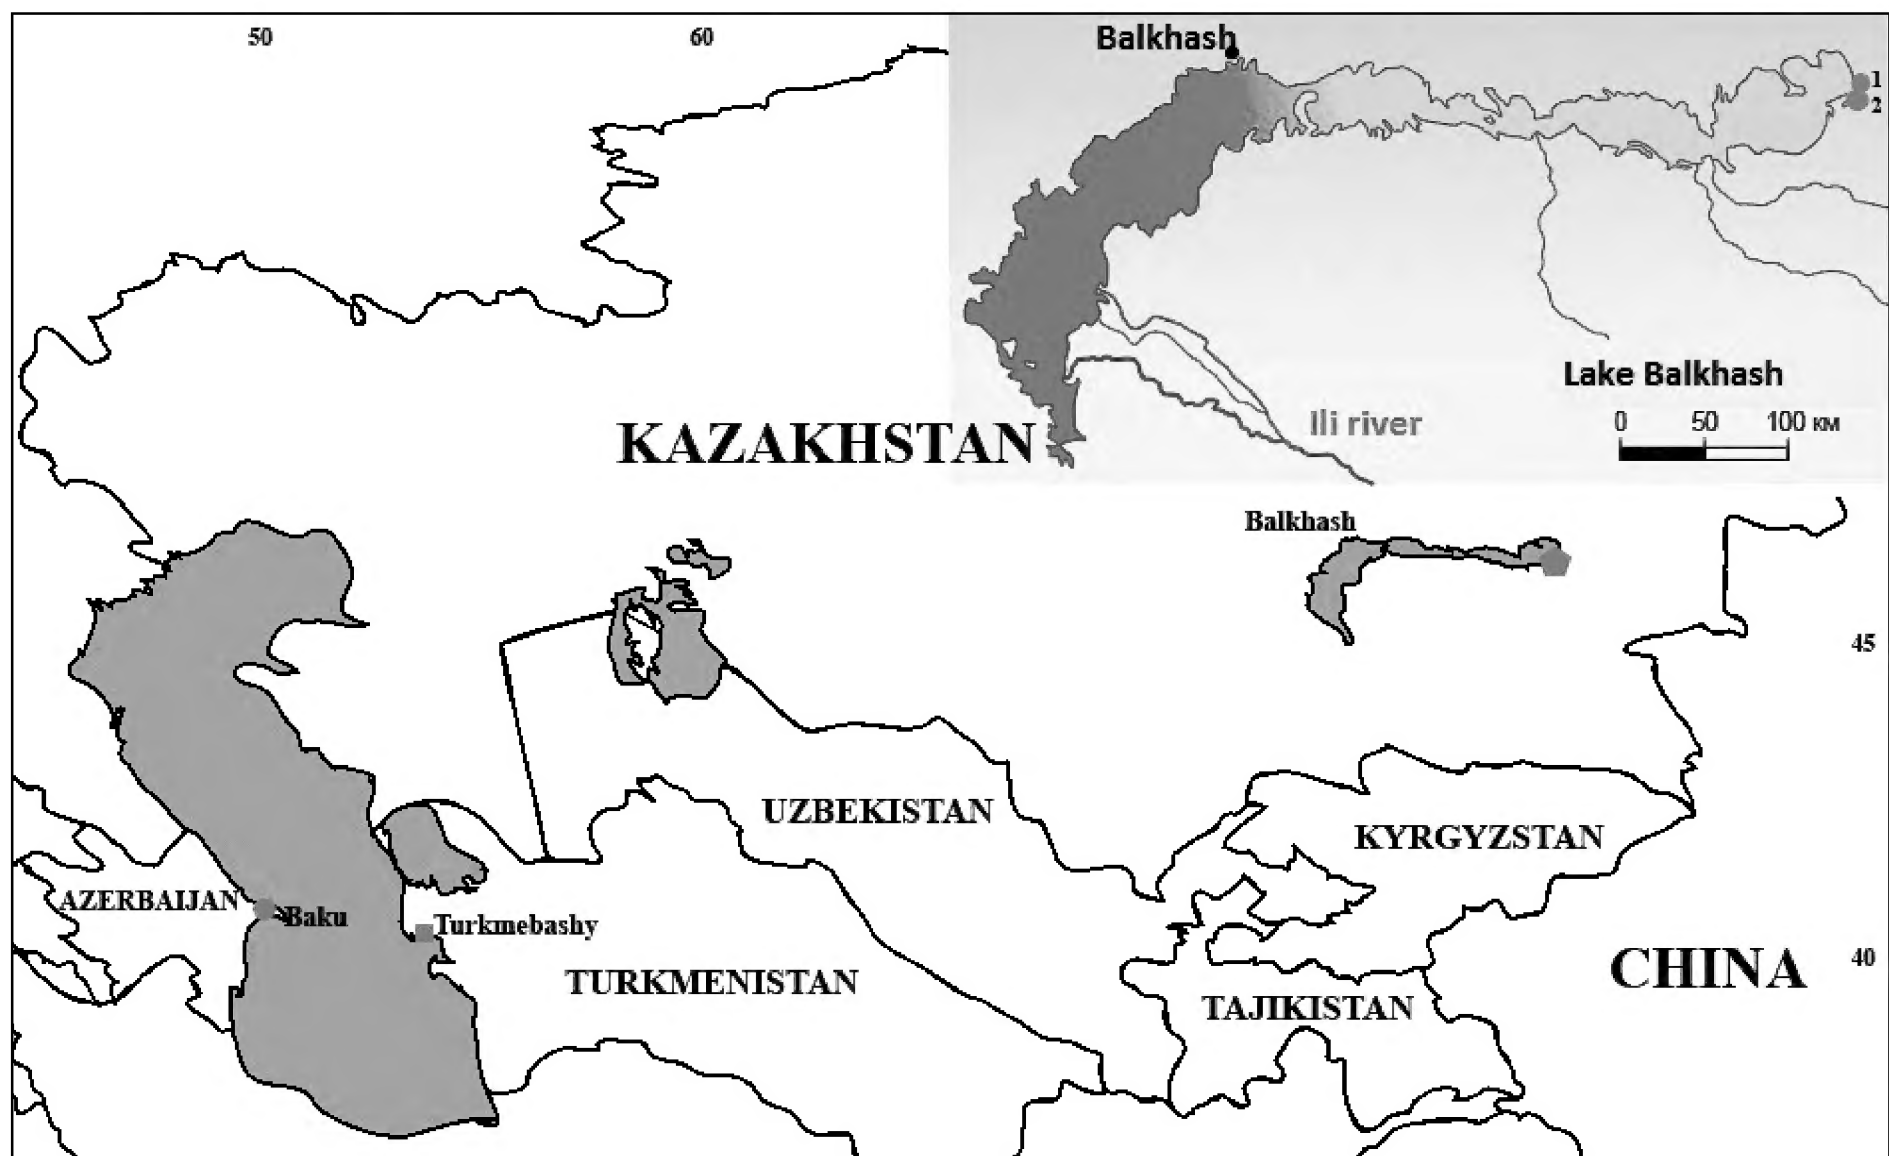 50
60
Balkhash
1
2
Lake Balkhash
0 50 100 км
Ili river
KAZAKHSTAN
Balkhash
45
UZBEKISTAN
KYRGYZSTAN
AZERBAIJAN
Baku
Turkmebashy
TURKMENISTAN
CHINA
40
TAJIKISTAN